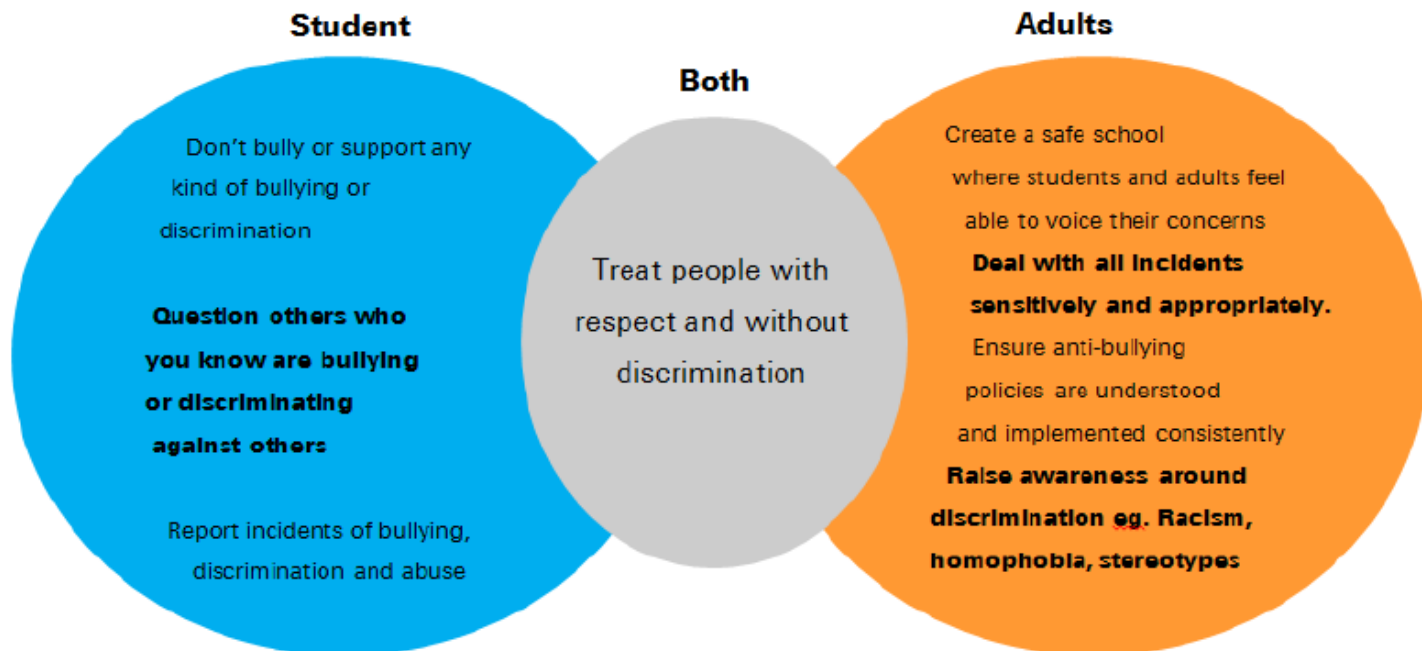 Student
Don't bully or support any
kind of bullying or
discrimination
Question others who
you know are bullying
or discriminating
against others
Report incidents of bullying,
discrimination and abuse
Both
Treat people with
respect and without
discrimination
Adults
Create a safe school
where students and adults feel
able to voice their concerns
Deal with all incidents
sensitively and appropriately.
Ensure anti-bullying
policies are understood
and implemented consistently
Raise awareness around
discrimination eg. Racism,
homophobia, stereotypes